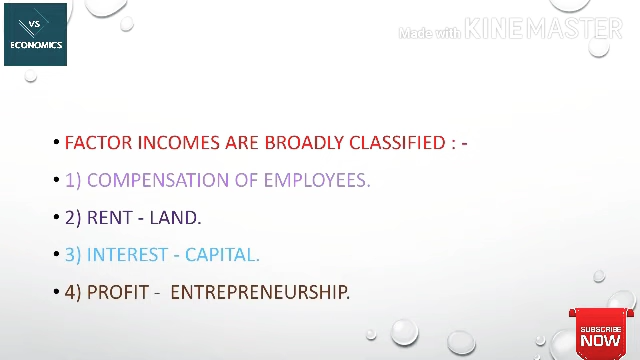 VS
ECONOMICS
Made with KINEMASTER
• FACTOR INCOMES ARE BROADLY CLASSIFIED : -
• 1) COMPENSATION OF EMPLOYEES.
• 2) RENT - LAND.
• 3) INTEREST - CAPITAL.
• 4) PROFIT - ENTREPRENEURSHIP.
SUBSCRIBE
NOW